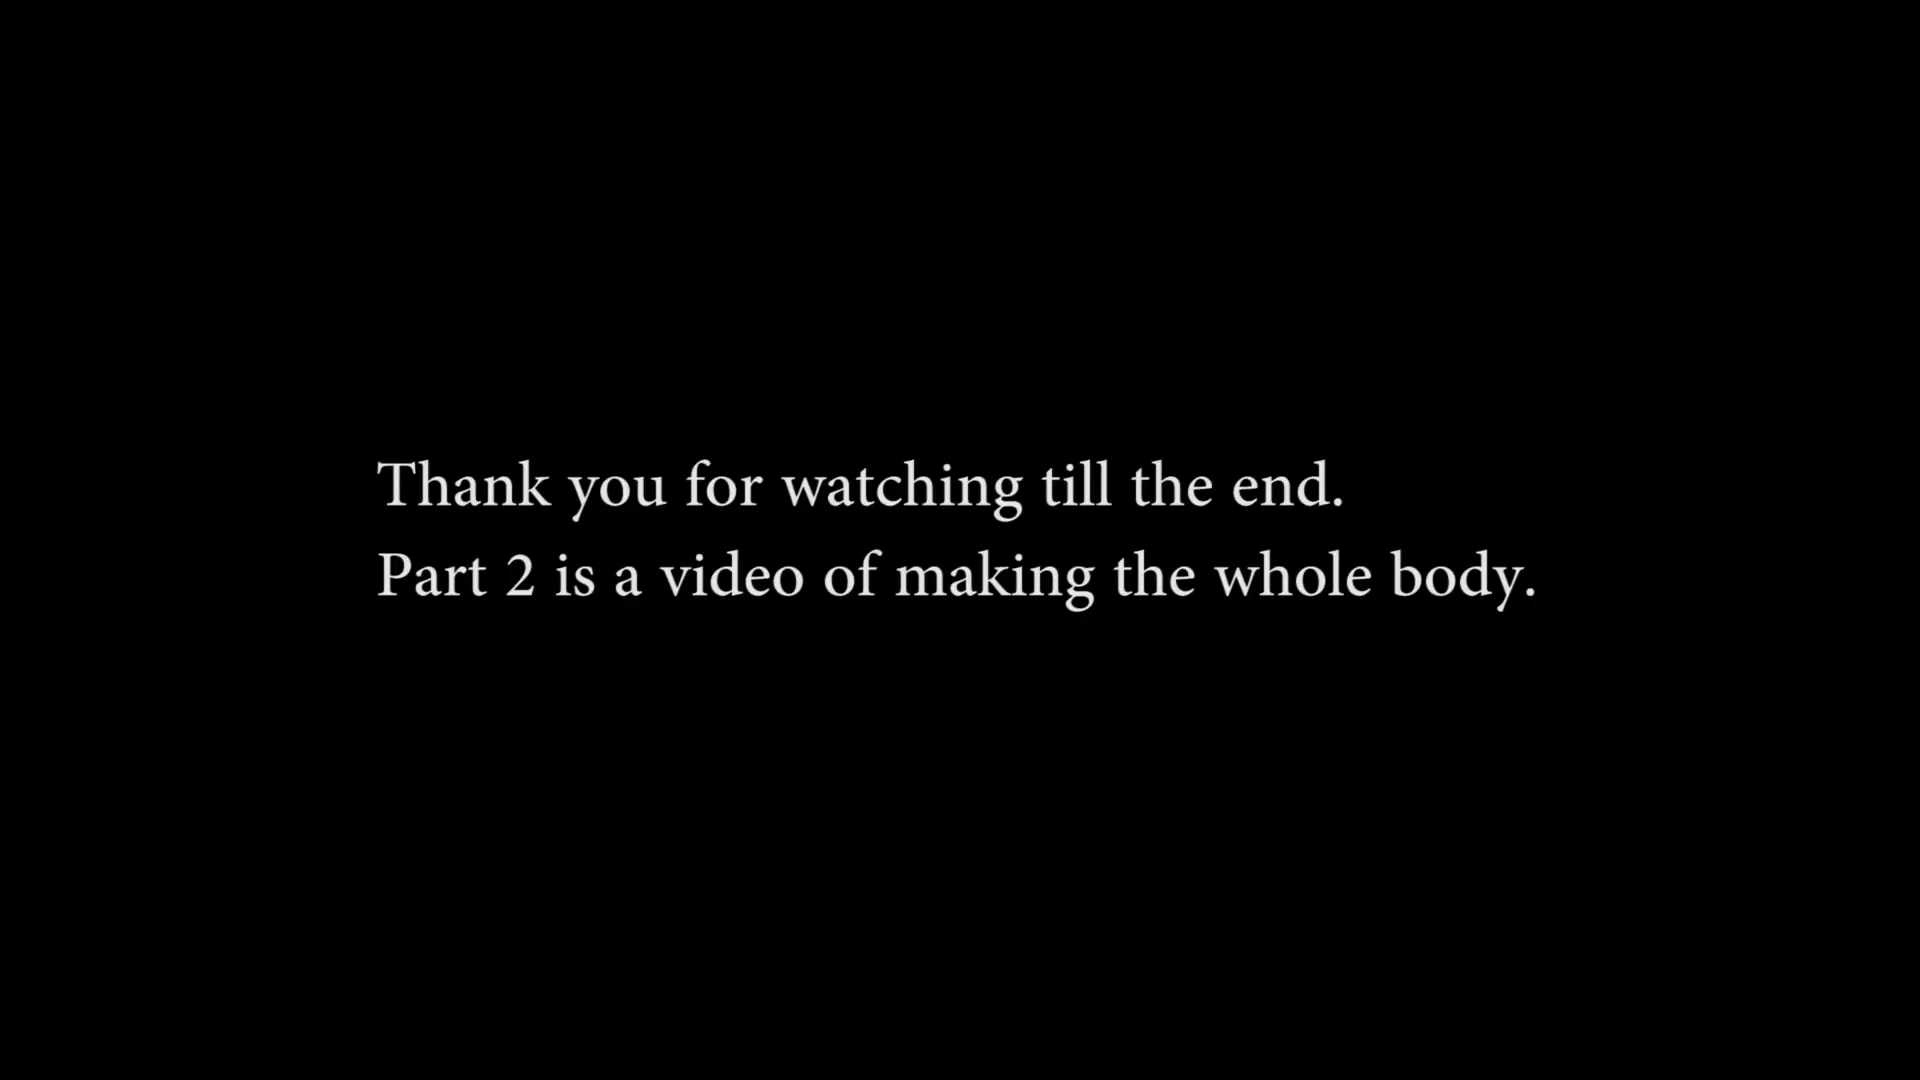 Thank you for watching till the end.
Part 2 is a video of making the whole body.